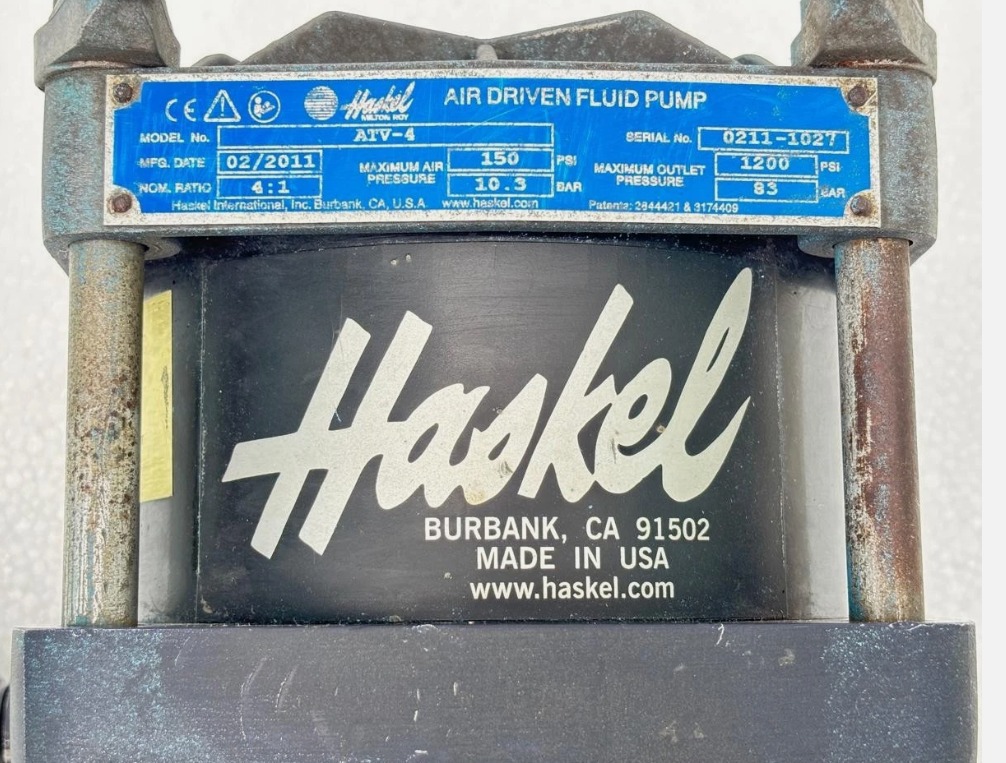 CE Haskel AIR DRIVEN FLUID PUMP
MILTON ROY
MODEL No. ATV-4 SERIAL No. 0211-1027
MFG. DATE 02/2011 MAXIMUM AIR PRESSURE 150 PSI MAXIMUM OUTLET PRESSURE 1200 PSI
NOM. RATIO 4:1 10.3 BAR 83 BAR
Haskel International, Inc. Burbank, CA, U.S.A. www.haskel.com Patents: 2644421 & 3174409
Haskel
BURBANK, CA 91502
MADE IN USA
www.haskel.com